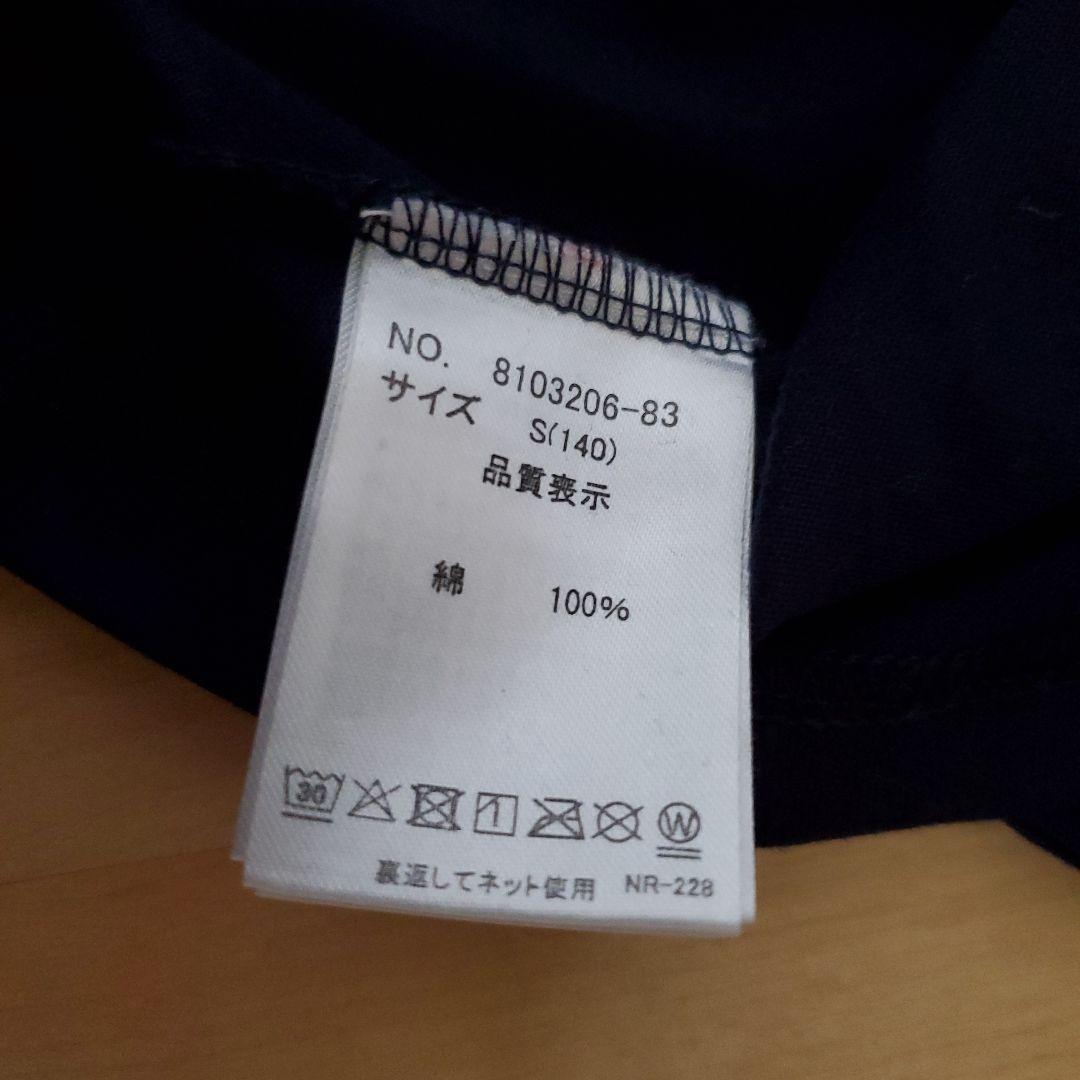 NO. 8103206-83
サイズ S(140)
品質表示
綿 100%
30 1 W
裏返してネット使用 NR-228